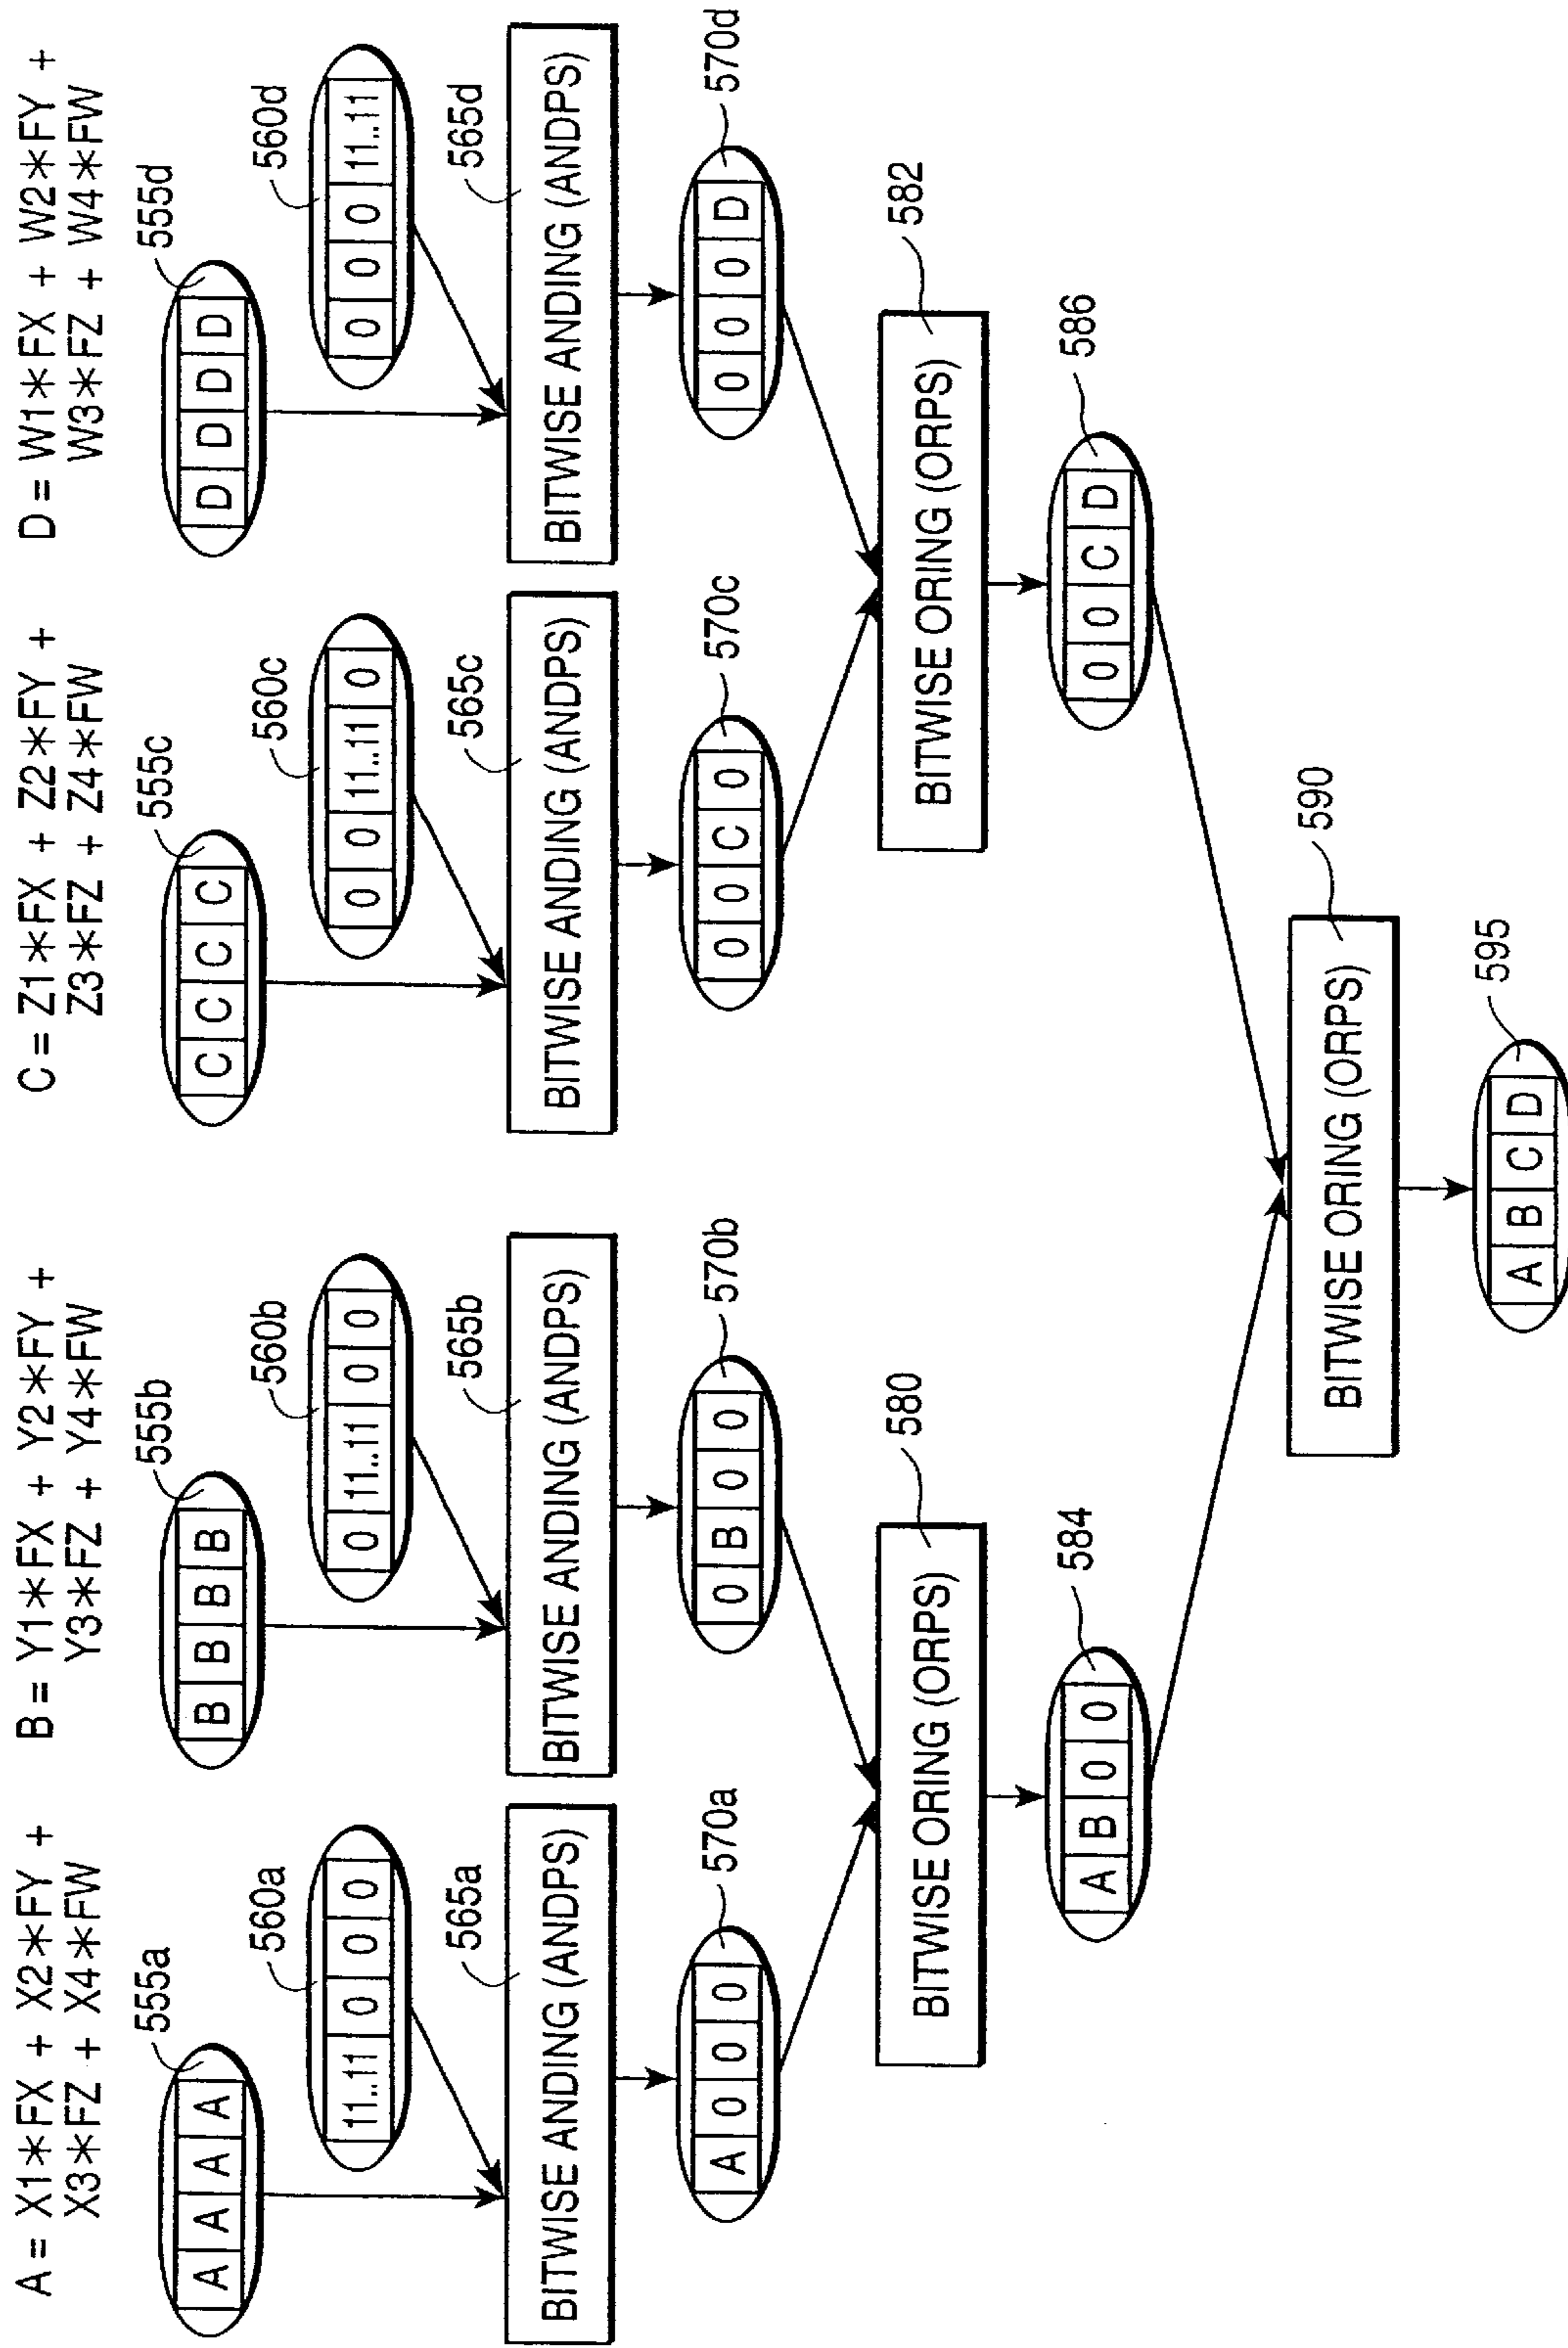 A = X1*FX + X2*FY +
X3*FZ + X4*FW
B = Y1*FX + Y2*FY +
Y3*FZ + Y4*FW
C = Z1*FX + Z2*FY +
Z3*FZ + Z4*FW
D = W1*FX + W2*FY +
W3*FZ + W4*FW
555a
A A A A
555b
B B B B
555c
C C C C
555d
D D D D
560a
11..11 0 0 0
560b
0 11..11 0 0
560c
0 0 11..11 0
560d
0 0 0 11..11
565a
BITWISE ANDING (ANDPS)
565b
BITWISE ANDING (ANDPS)
565c
BITWISE ANDING (ANDPS)
565d
BITWISE ANDING (ANDPS)
570a
A 0 0 0
570b
0 B 0 0
570c
0 0 C 0
570d
0 0 0 D
580
BITWISE ORING (ORPS)
582
BITWISE ORING (ORPS)
584
A B 0 0
586
0 0 C D
590
BITWISE ORING (ORPS)
595
A B C D